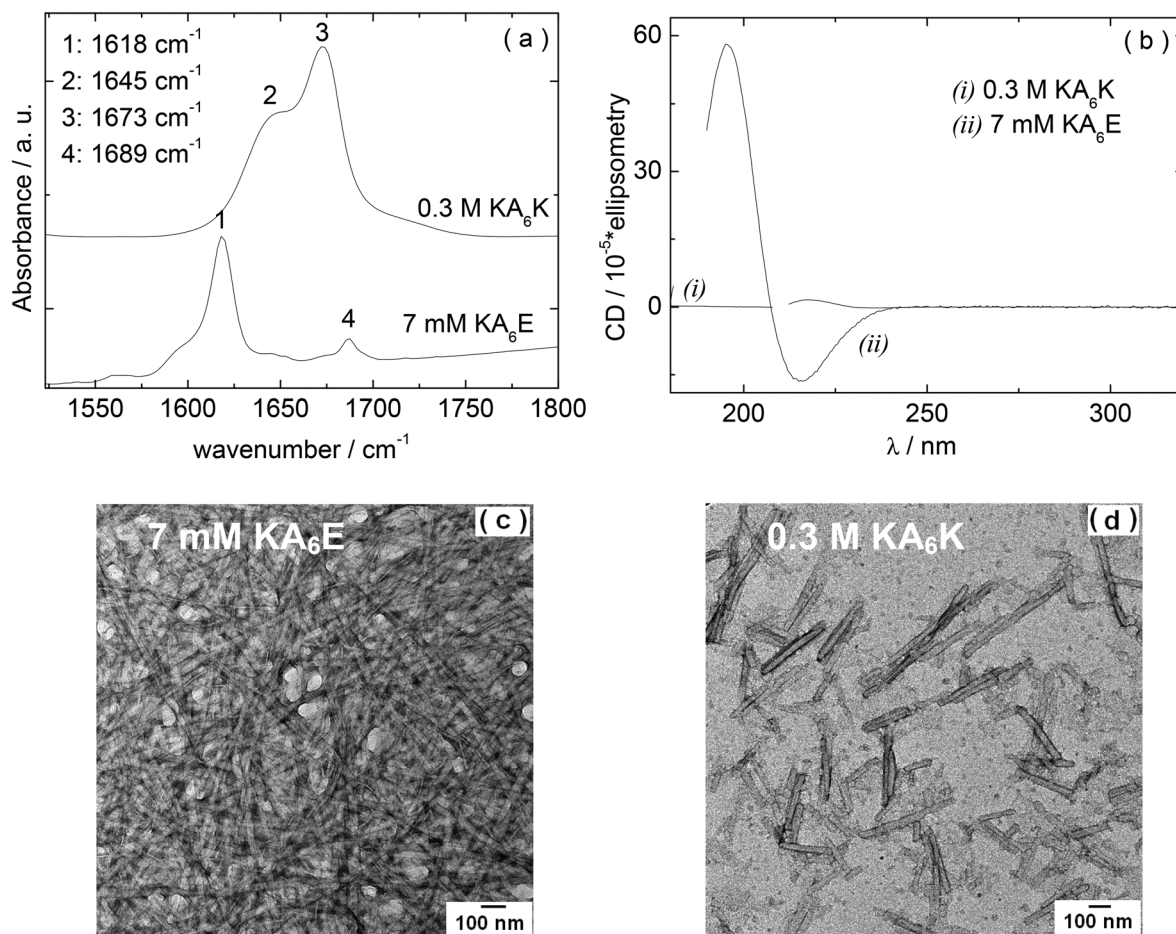 (a)
1: 1618 cm⁻¹
2: 1645 cm⁻¹
3: 1673 cm⁻¹
4: 1689 cm⁻¹
3
2
0.3 M KA₆K
1
4
7 mM KA₆E
Absorbance / a. u.
1550 1600 1650 1700 1750 1800
wavenumber / cm⁻¹
(b)
60
30
0
(i) 0.3 M KA₆K
(ii) 7 mM KA₆E
(i)
(ii)
CD / 10⁻⁵*ellipsometry
200 250 300
λ / nm
(c)
7 mM KA₆E
100 nm
(d)
0.3 M KA₆K
100 nm